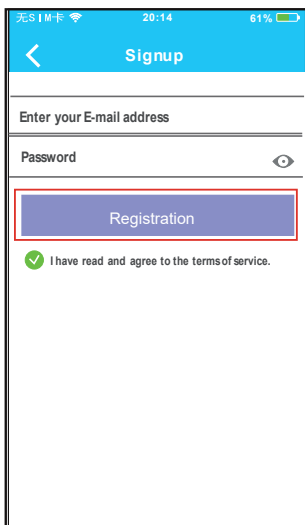 无SIM卡 20:14 61%
Signup
Enter your E-mail address
Password
Registration
I have read and agree to the terms of service.